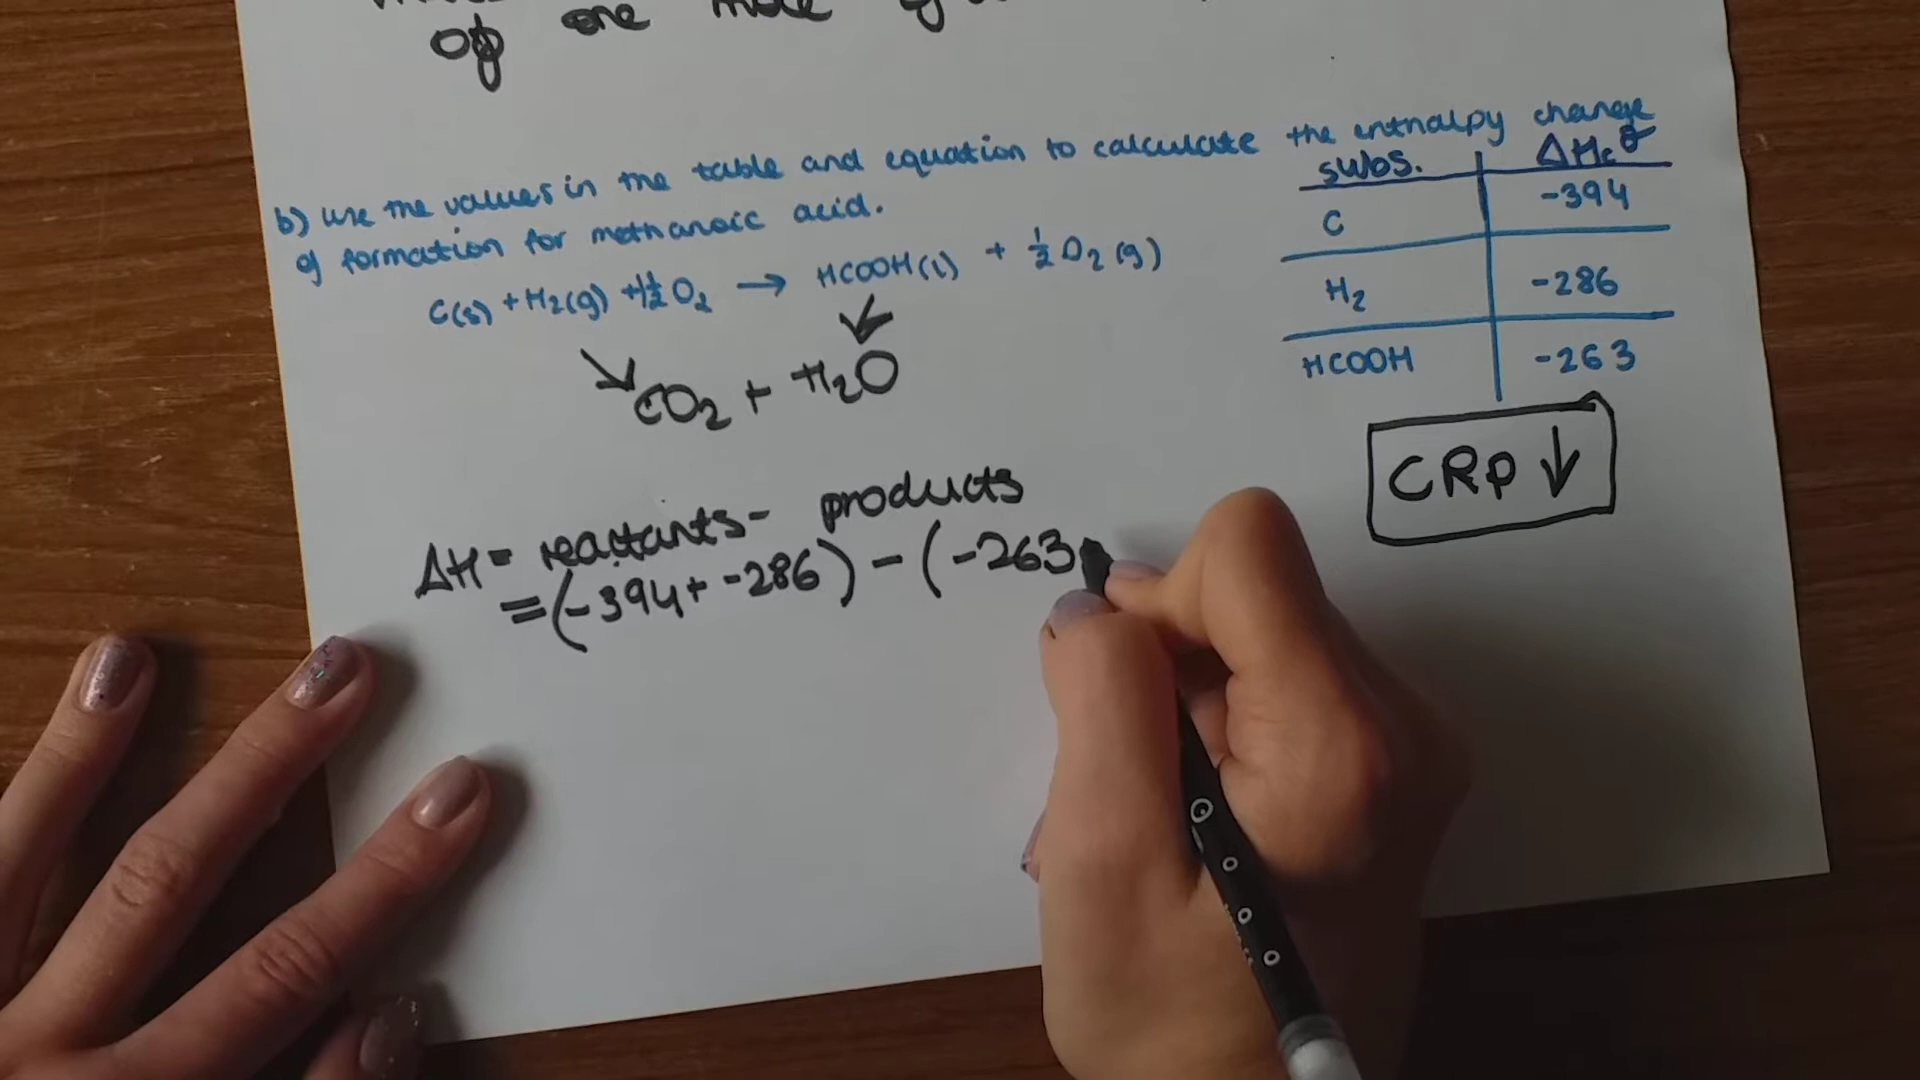 of one mole
b) use the values in the table and equation to calculate the enthalpy change
of formation for methanoic acid.
C(s) + H₂(g) + 1½ O₂ → HCOOH(l) + ½ O₂ (g)
CO₂ + H₂O
subs. ΔHc⦵
C -394
H₂ -286
HCOOH -263
CRP ↓
ΔH = reactants - products
= (-394 + -286) - (-263